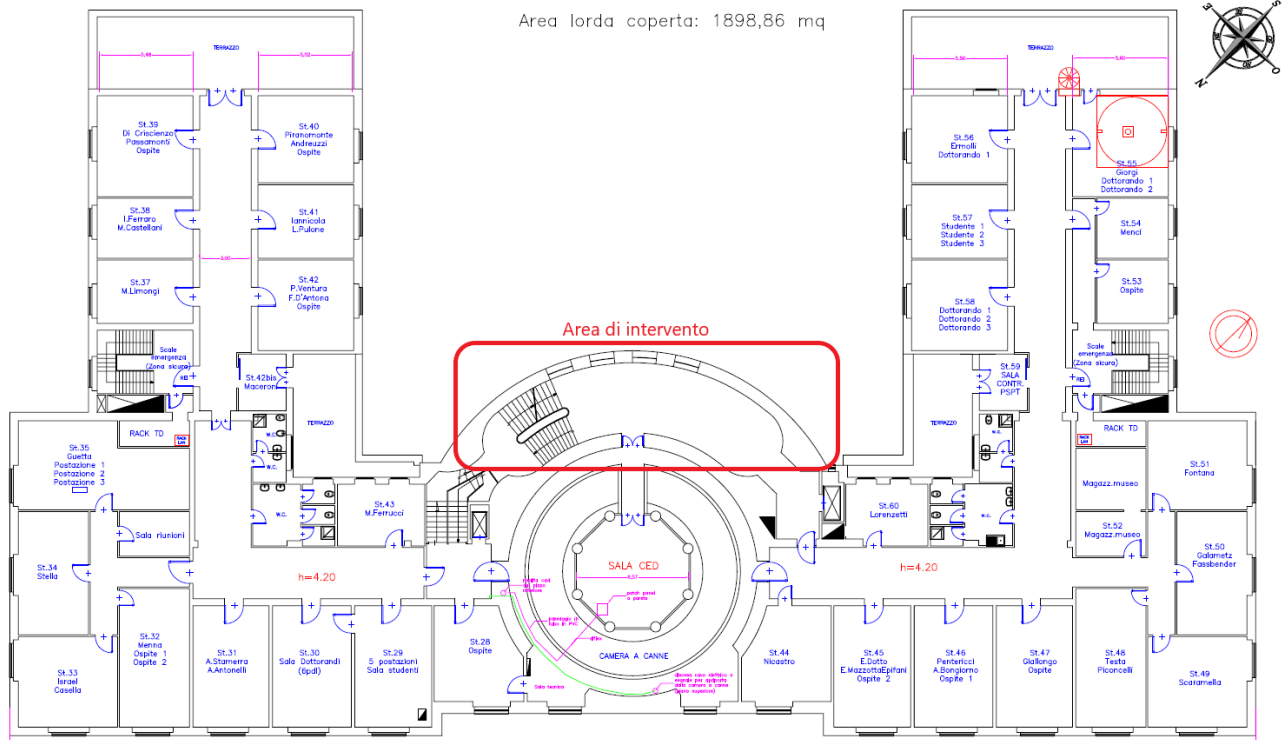 Area lorda coperta: 1898,86 mq
TERRAZZO
TERRAZZO
St.39
Di Criscienzo
Passamonti
Ospite
St.40
Piranomonte
Andreuzzi
Ospite
St.56
Ermolli
Dottorando 1
St.55
Giorgi
Dottorando 1
Dottorando 2
St.38
I.Ferraro
M.Castellani
St.41
Iannicola
L.Pulone
St.57
Studente 1
Studente 2
Studente 3
St.54
Menci
St.37
M.Limongi
St.42
P.Ventura
F.D'Antona
Ospite
St.58
Dottorando 1
Dottorando 2
Dottorando 3
St.53
Ospite
Area di intervento
Scale
emergenza
(Zona sicura)
REI
St.42bis
Maceroni
St.59
SALA
CONTR.
PSPT
Scale
emergenza
(Zona sicura)
REI
TERRAZZO
TERRAZZO
RACK TD
RACK
LAN
W.C.
W.C.
W.C.
W.C.
RACK TD
St.35
Guetta
Postazione 1
Postazione 2
Postazione 3
W.C.
St.43
M.Ferrucci
St.60
Lorenzetti
W.C.
Magazz.museo
St.51
Fontana
Sala riunioni
St.52
Magazz.museo
St.34
Stella
h=4.20
SALA CED
h=4.20
St.50
Galametz
Fassbender
patch panel
a parete
St.33
Israel
Casella
St.32
Menna
Ospite 1
Ospite 2
St.31
A.Stamerra
A.Antonelli
St.30
Sala Dottorandi
(6pdl)
St.29
5 postazioni
Sala studenti
St.28
Ospite
CAMERA A CANNE
St.44
Nicastro
St.45
E.Dotto
E.MazzottaEpifani
Ospite 2
St.46
Pentericci
A.Bongiorno
Ospite 1
St.47
Giallongo
Ospite
St.48
Testa
Piconcelli
St.49
Scaramella